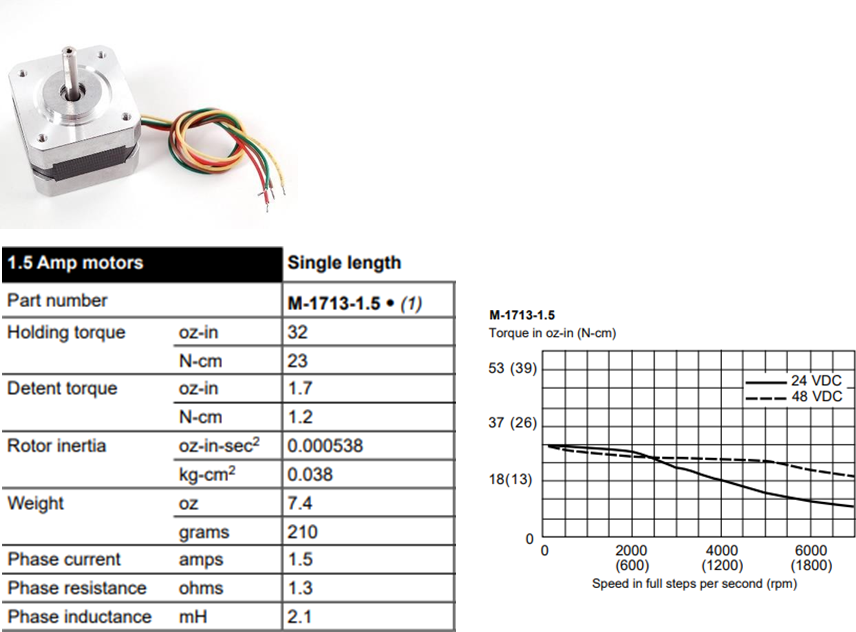 1.5 Amp motors Single length
Part number M-1713-1.5 • (1)
Holding torque oz-in 32
N-cm 23
Detent torque oz-in 1.7
N-cm 1.2
Rotor inertia oz-in-sec² 0.000538
kg-cm² 0.038
Weight oz 7.4
grams 210
Phase current amps 1.5
Phase resistance ohms 1.3
Phase inductance mH 2.1
M-1713-1.5
Torque in oz-in (N-cm)
53 (39)
24 VDC
48 VDC
37 (26)
18(13)
0
0 2000 4000 6000
(600) (1200) (1800)
Speed in full steps per second (rpm)